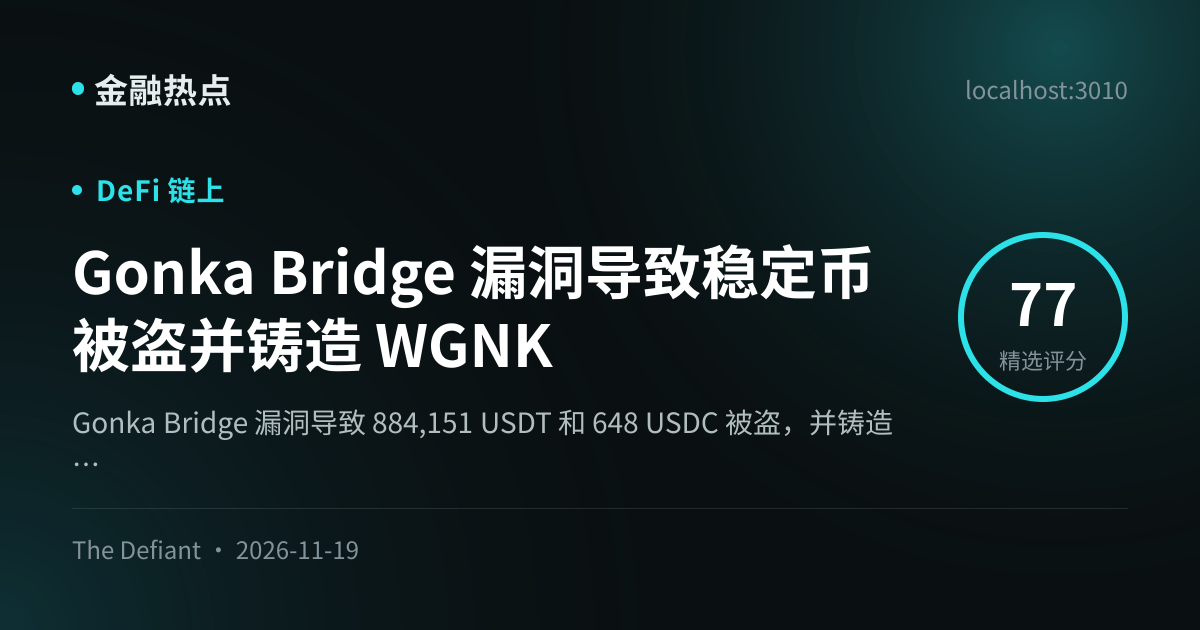 金融热点
localhost:3010
DeFi 链上
Gonka Bridge 漏洞导致稳定币
被盗并铸造 WGNK
77
精选评分
Gonka Bridge 漏洞导致 884,151 USDT 和 648 USDC 被盗，并铸造
…
The Defiant · 2026-11-19